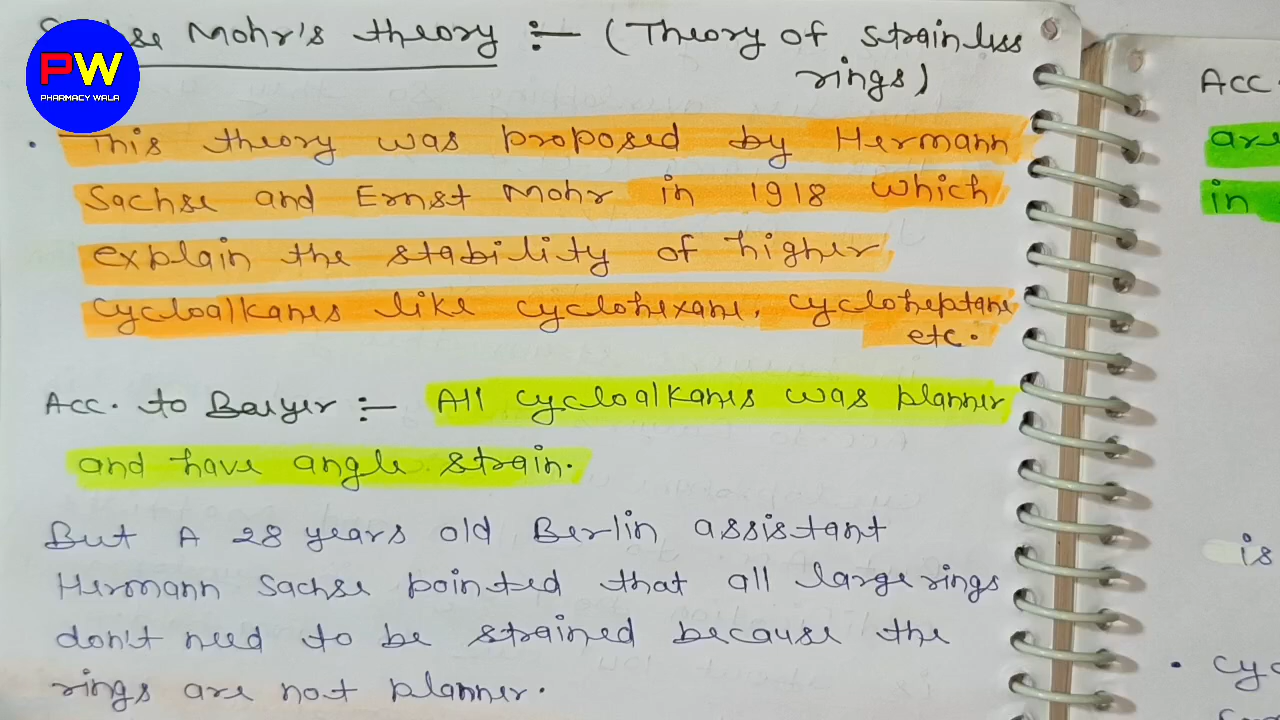 se Mohr's theory :- (Theory of strainless
rings)
PW
PHARMACY WALA
• This theory was proposed by Hermann
Sachse and Ernst Mohr in 1918 which
explain the stability of higher
cycloalkanes like cyclohexane, cycloheptane
etc.
Acc. to Baeyer :- All cycloalkanes was planner
and have angle strain.
But A 28 years old Berlin assistant
Hermann Sachse pointed that all large rings
don't need to be strained because the
rings are not planner.
Acc.
are
in
is
• cyc